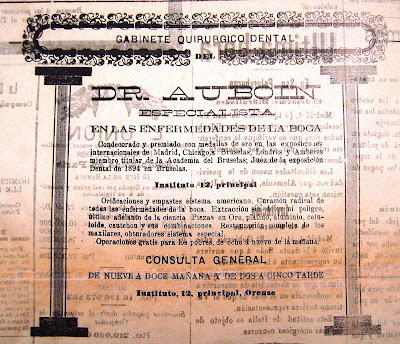 GABINETE QUIRURGICO DENTAL
DEL
DR AUBOIN
ESPECIALISTA
EN LAS ENFERMEDADES DE LA BOCA
Condecorado y premiado con medallas de oro en las exposiciones
internacionales de Madrid, Chicago, Bruselas, Londres y Amberes
miembro titular de la Academia del Bruselas; Juez de la exposición
Dental de 1894 en Bruselas.
Instituto 12, principal
Orificaciones y empastes sistema americano. Curación radical de
todas las enfermedades de la boca. Extracción sin dolor ni peligro,
último adelanto de la ciencia. Piezas en Oro, platino, aluminio, celu-
loide, cautchon y sus combinaciones. Restauración completa de los
maxilares, obturadores sistema especial.
Operaciones gratis para los pobres, de ocho á nueve de la mañana.
CONSULTA GENERAL
DE NUEVE A DOCE MAÑANA Y DE DOS A CINCO TARDE
Instituto, 12, principal, Orense